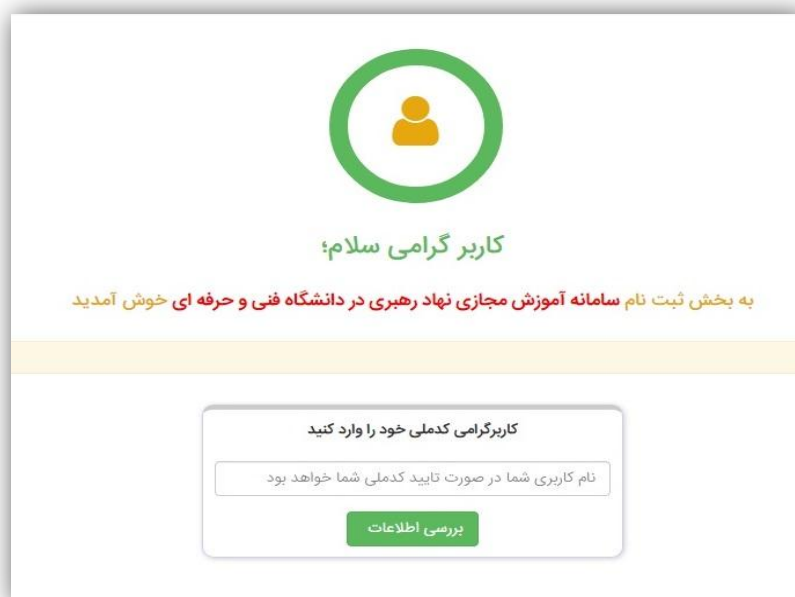 کاربر گرامی سلام؛
به بخش ثبت نام سامانه آموزش مجازی نهاد رهبری در دانشگاه فنی و حرفه ای خوش آمدید
کاربرگرامی کدملی خود را وارد کنید
نام کاربری شما در صورت تایید کدملی شما خواهد بود
بررسی اطلاعات